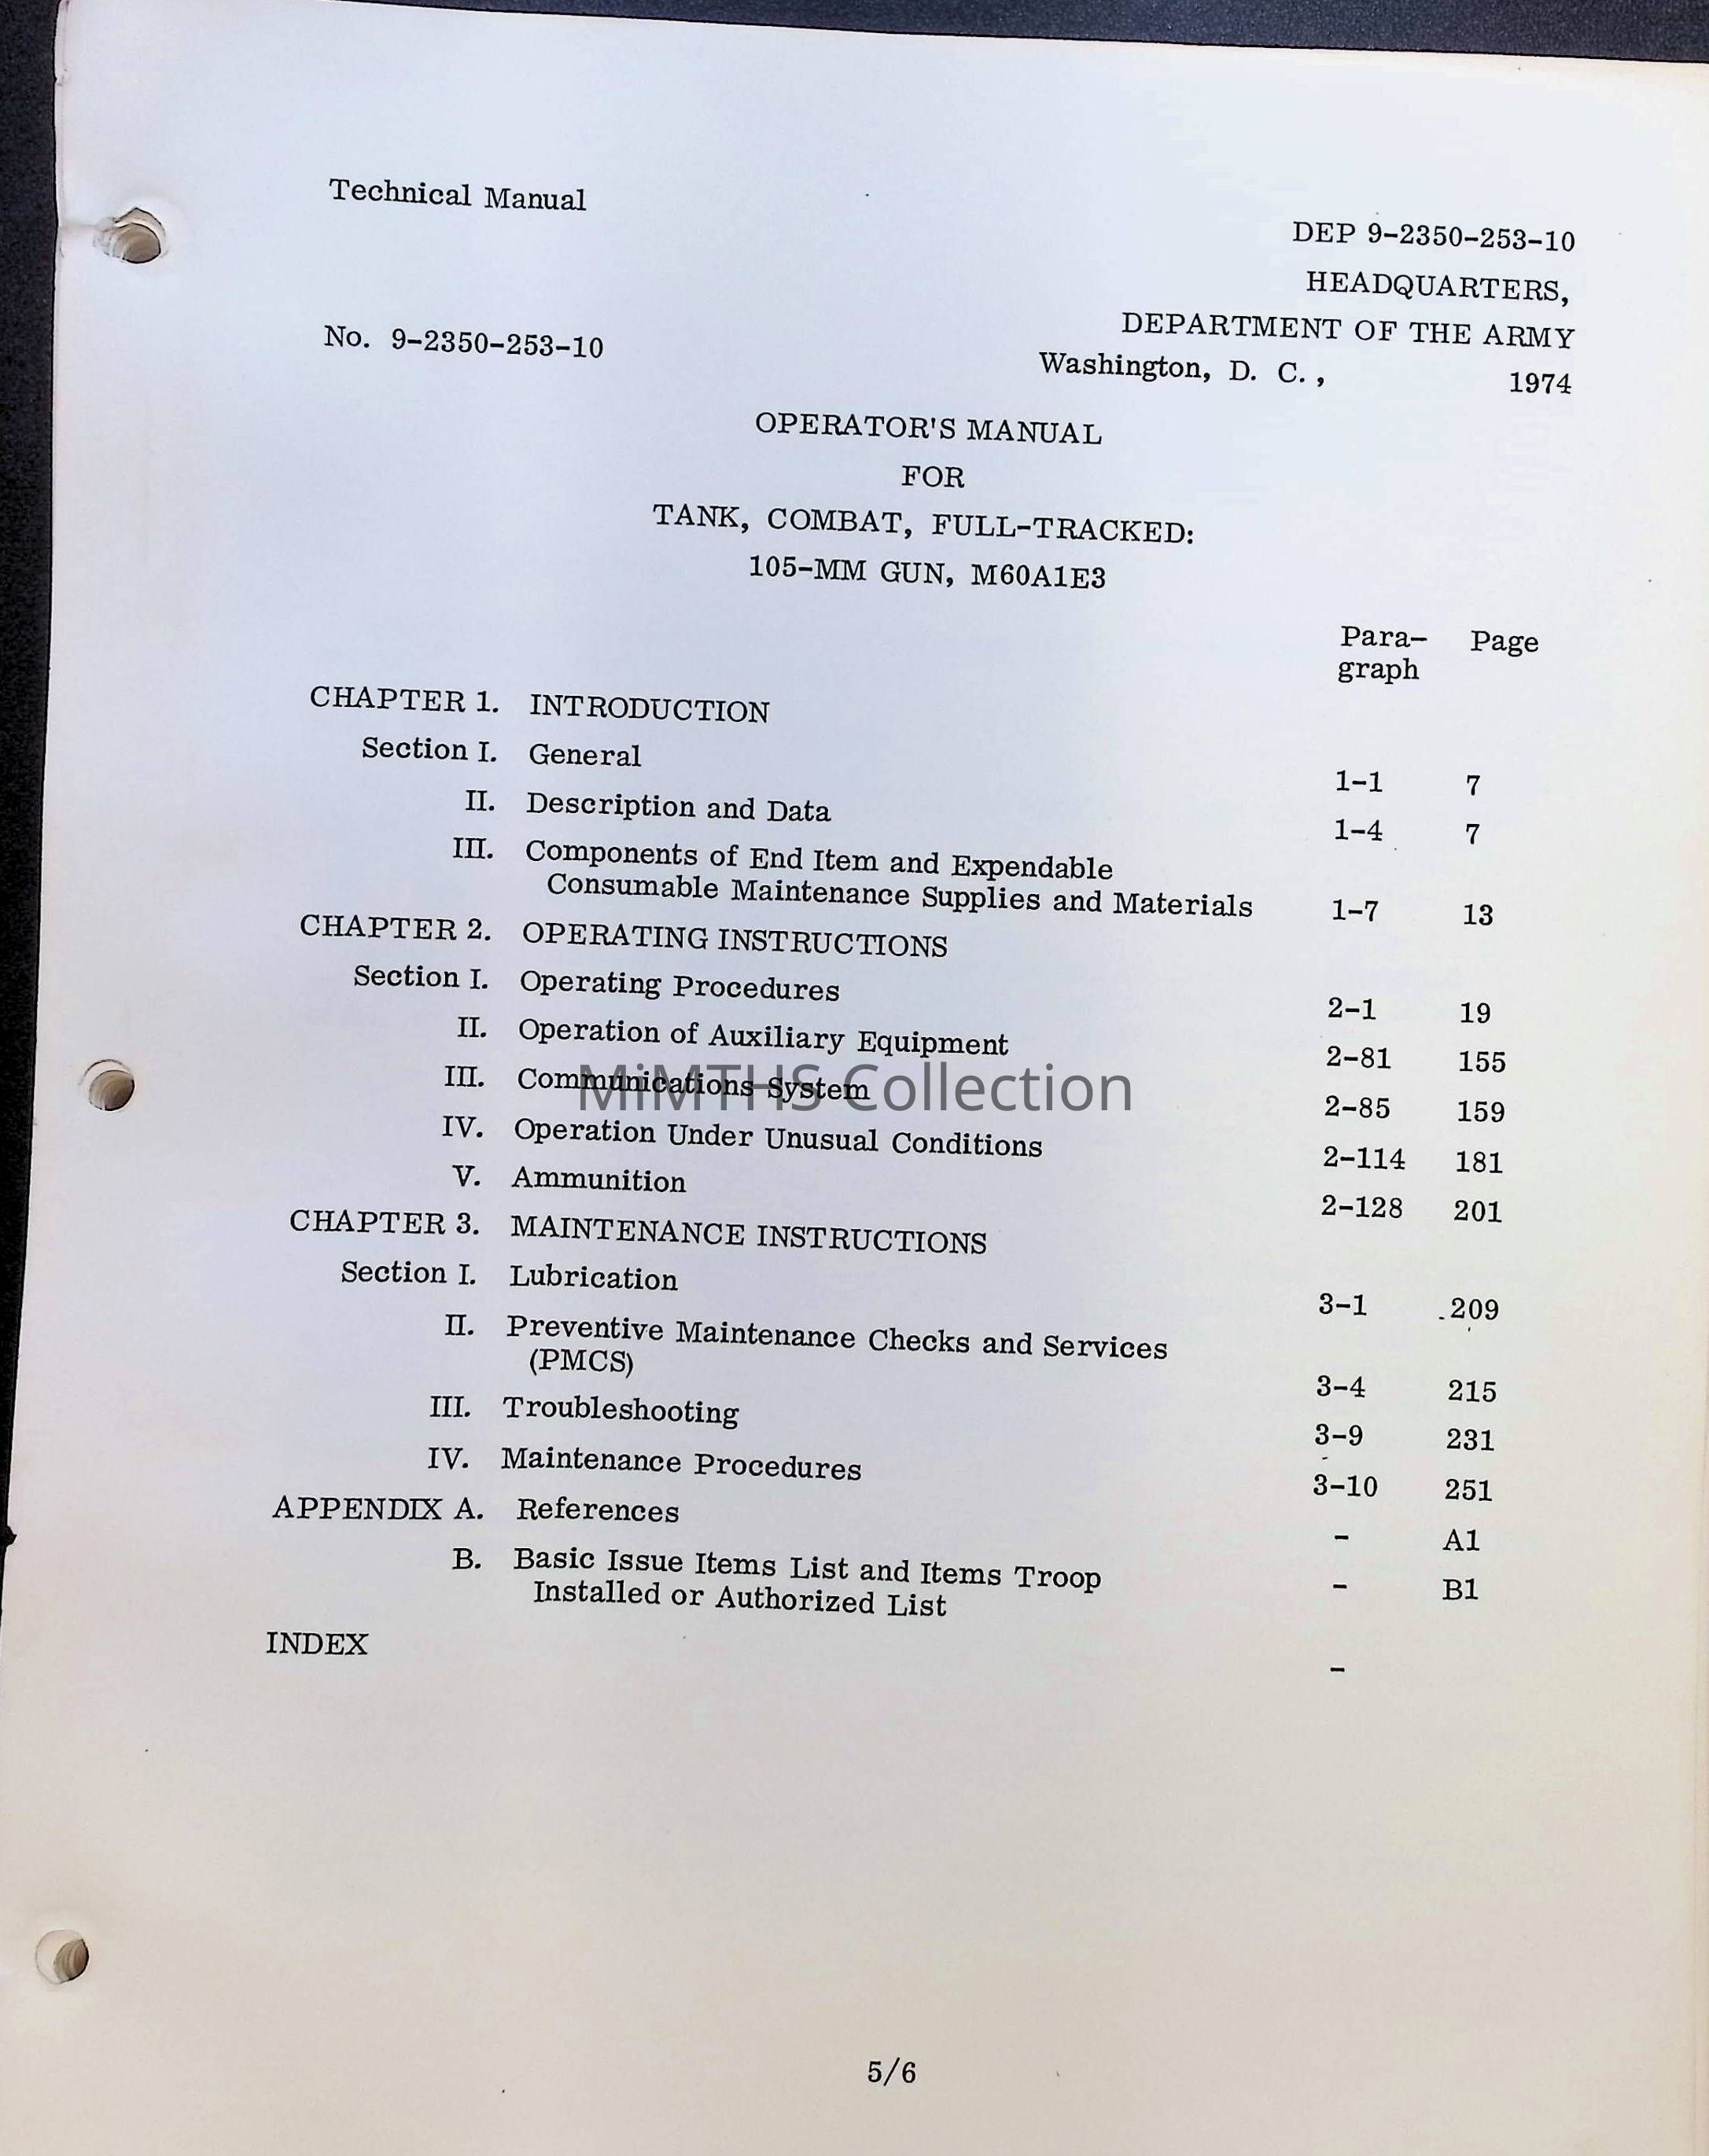 Technical Manual
DEP 9-2350-253-10
HEADQUARTERS,
DEPARTMENT OF THE ARMY
No. 9-2350-253-10
Washington, D. C., 1974
OPERATOR'S MANUAL
FOR
TANK, COMBAT, FULL-TRACKED:
105-MM GUN, M60A1E3
Para- Page
graph
CHAPTER 1. INTRODUCTION
Section I. General 1-1 7
II. Description and Data 1-4 7
III. Components of End Item and Expendable
Consumable Maintenance Supplies and Materials 1-7 13
CHAPTER 2. OPERATING INSTRUCTIONS
Section I. Operating Procedures 2-1 19
II. Operation of Auxiliary Equipment 2-81 155
III. Communications System 2-85 159
MiMTHS Collection
IV. Operation Under Unusual Conditions 2-114 181
V. Ammunition 2-128 201
CHAPTER 3. MAINTENANCE INSTRUCTIONS
Section I. Lubrication 3-1 209
II. Preventive Maintenance Checks and Services
(PMCS) 3-4 215
III. Troubleshooting 3-9 231
IV. Maintenance Procedures 3-10 251
APPENDIX A. References - A1
B. Basic Issue Items List and Items Troop
Installed or Authorized List - B1
INDEX -
5/6